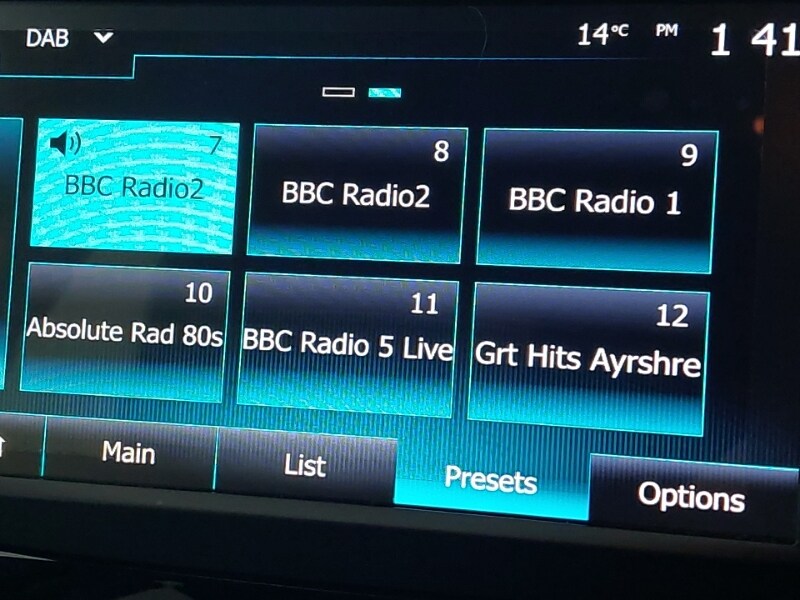 DAB
14°C PM 1 41
7
BBC Radio2
8
BBC Radio2
9
BBC Radio 1
10
Absolute Rad 80s
11
BBC Radio 5 Live
12
Grt Hits Ayrshre
Main
List
Presets
Options